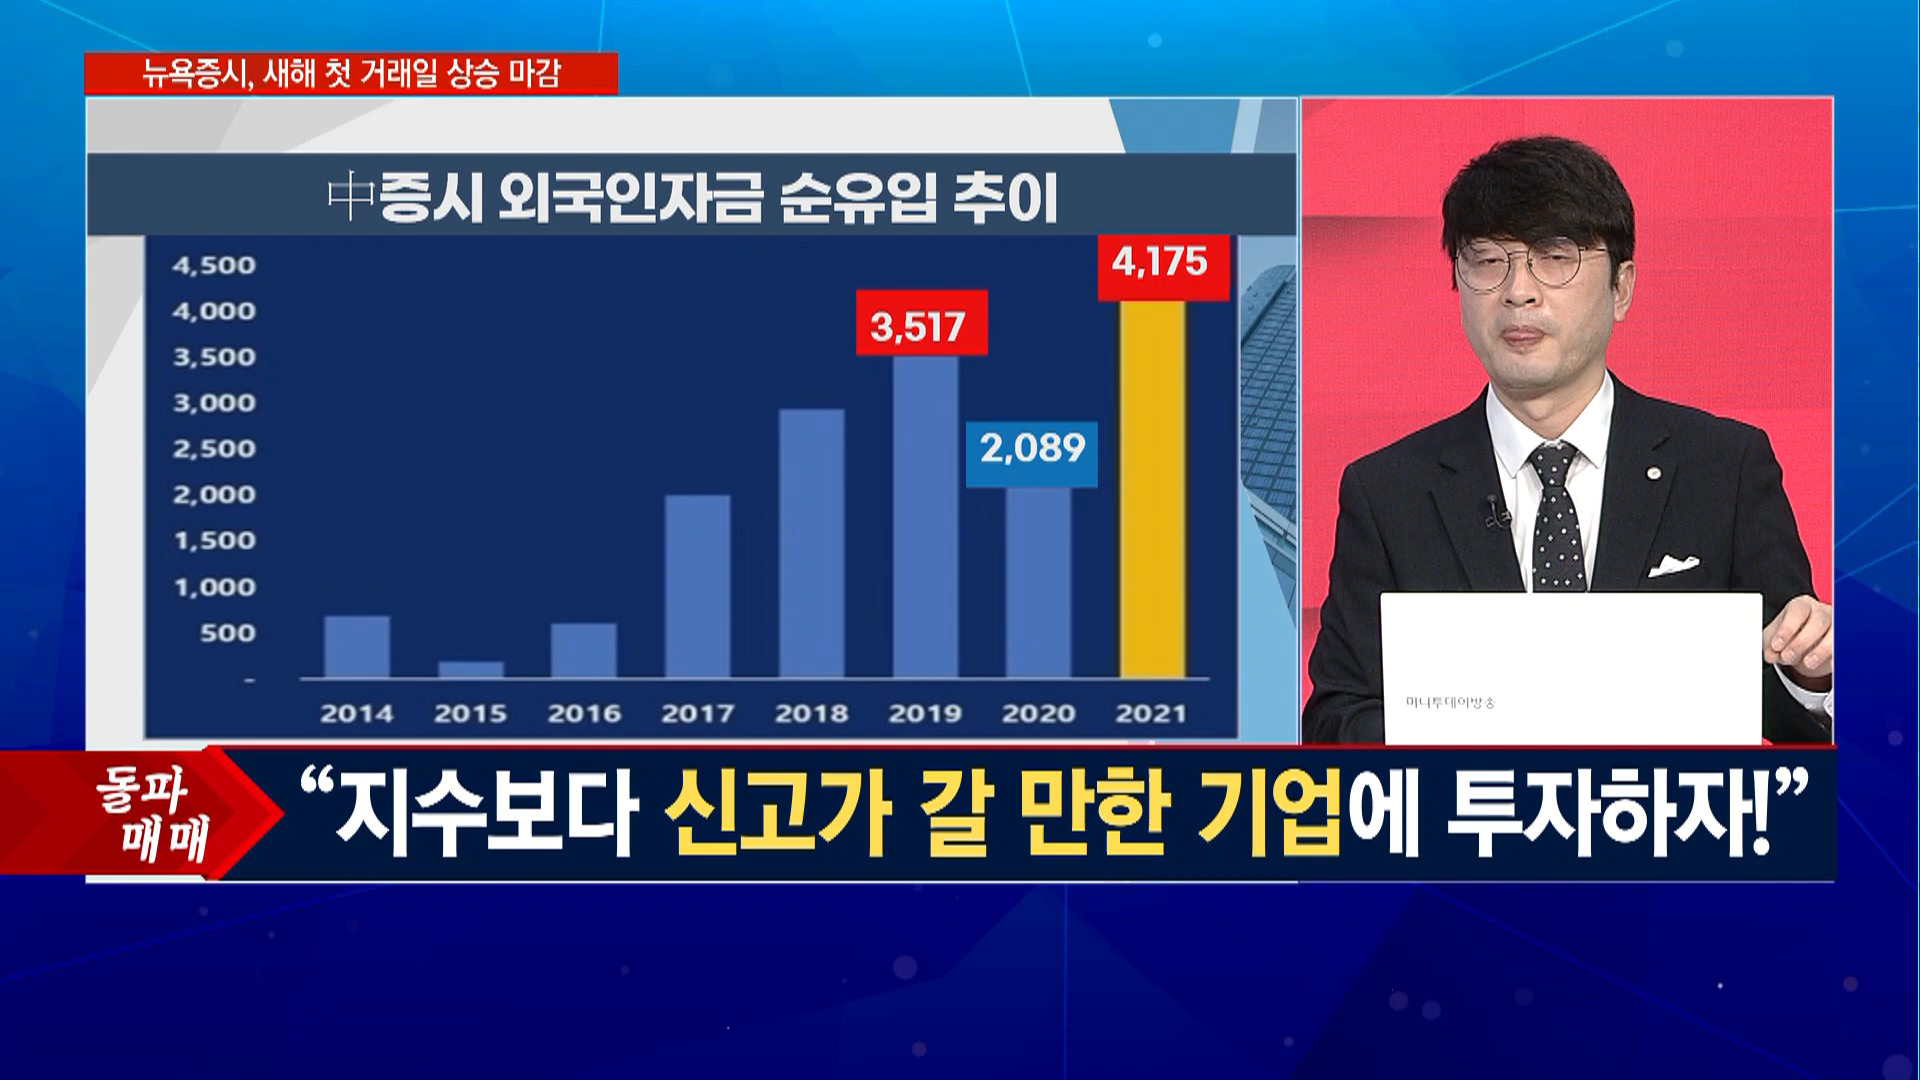 뉴욕증시, 새해 첫 거래일 상승 마감
中증시 외국인자금 순유입 추이
4,500
4,000
3,500
3,000
2,500
2,000
1,500
1,000
500
-
3,517
2,089
4,175
2014 2015 2016 2017 2018 2019 2020 2021
머니투데이방송
돌파
매매
“지수보다 신고가 갈 만한 기업에 투자하자!”